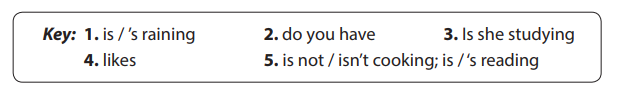 Key: 1. is / ’s raining 2. do you have 3. Is she studying
4. likes 5. is not / isn’t cooking; is / ‘s reading